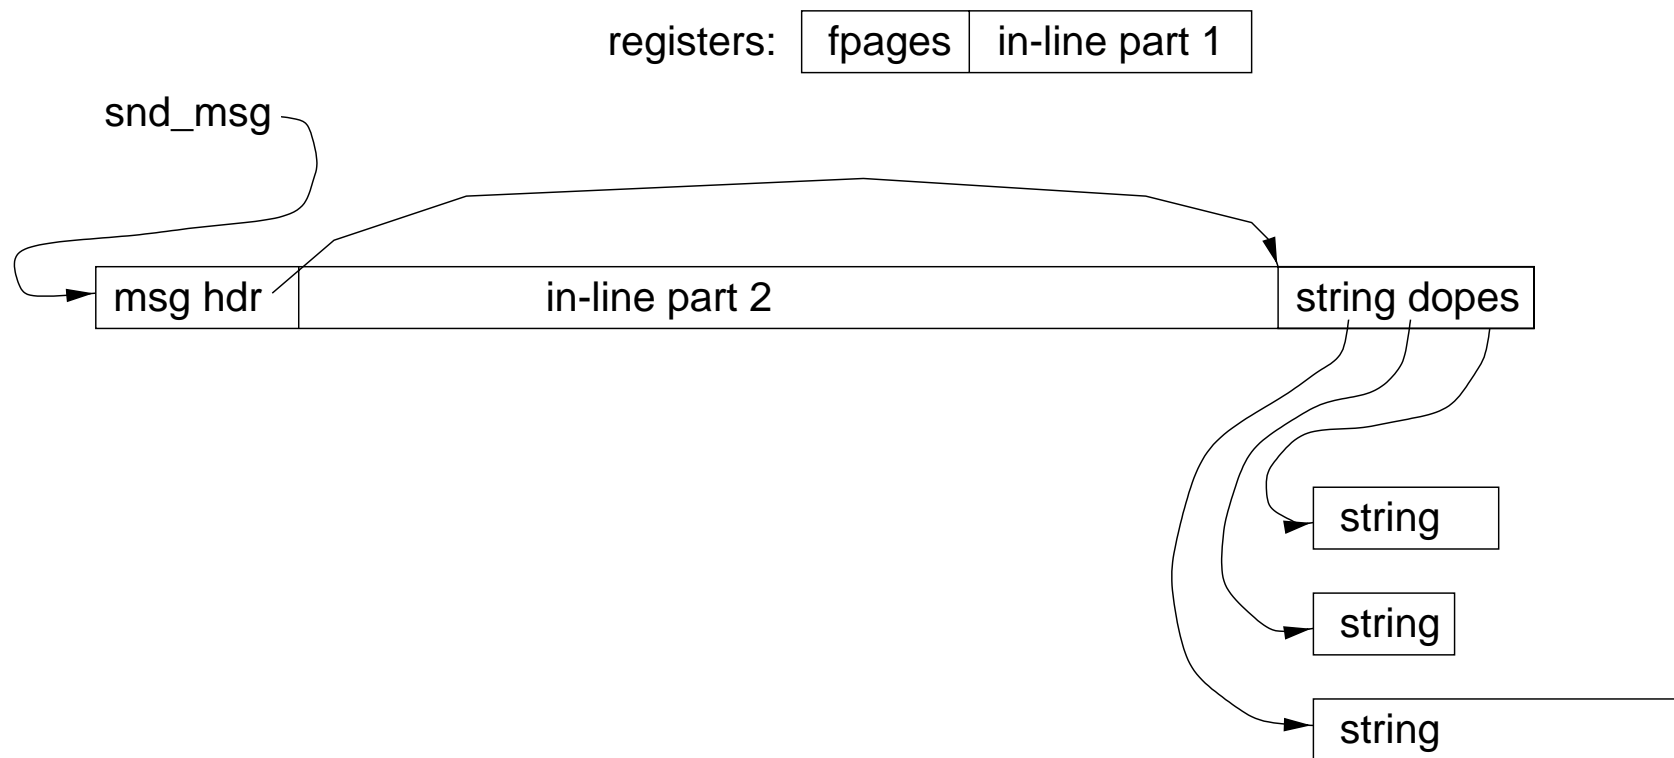 registers: fpages in-line part 1
snd_msg
msg hdr in-line part 2 string dopes
string
string
string